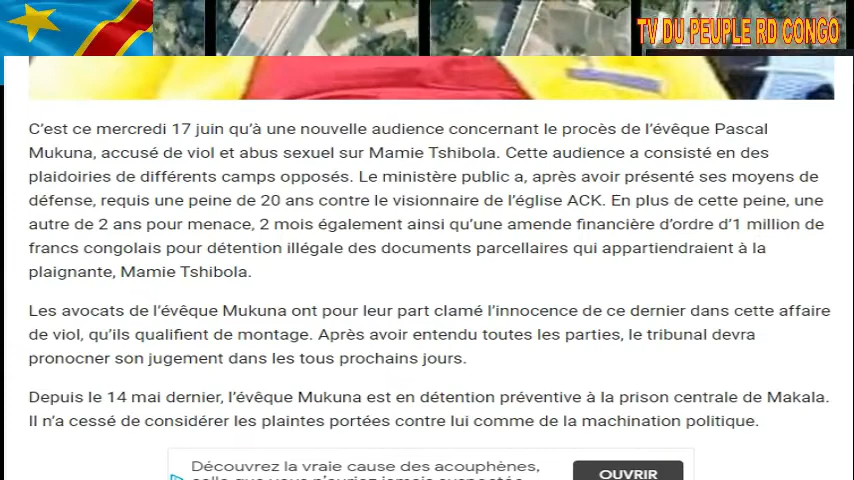 TV DU PEUPLE RD CONGO
C'est ce mercredi 17 juin qu'à une nouvelle audience concernant le procès de l'évêque Pascal
Mukuna, accusé de viol et abus sexuel sur Mamie Tshibola. Cette audience a consisté en des
plaidoiries de différents camps opposés. Le ministère public a, après avoir présenté ses moyens de
défense, requis une peine de 20 ans contre le visionnaire de l'église ACK. En plus de cette peine, une
autre de 2 ans pour menace, 2 mois également ainsi qu'une amende financière d'ordre d'1 million de
francs congolais pour détention illégale des documents parcellaires qui appartiendraient à la
plaignante, Mamie Tshibola.
Les avocats de l'évêque Mukuna ont pour leur part clamé l'innocence de ce dernier dans cette affaire
de viol, qu'ils qualifient de montage. Après avoir entendu toutes les parties, le tribunal devra
pronocner son jugement dans les tous prochains jours.
Depuis le 14 mai dernier, l'évêque Mukuna est en détention préventive à la prison centrale de Makala.
Il n'a cessé de considérer les plaintes portées contre lui comme de la machination politique.
Découvrez la vraie cause des acouphènes,
OUVRIR